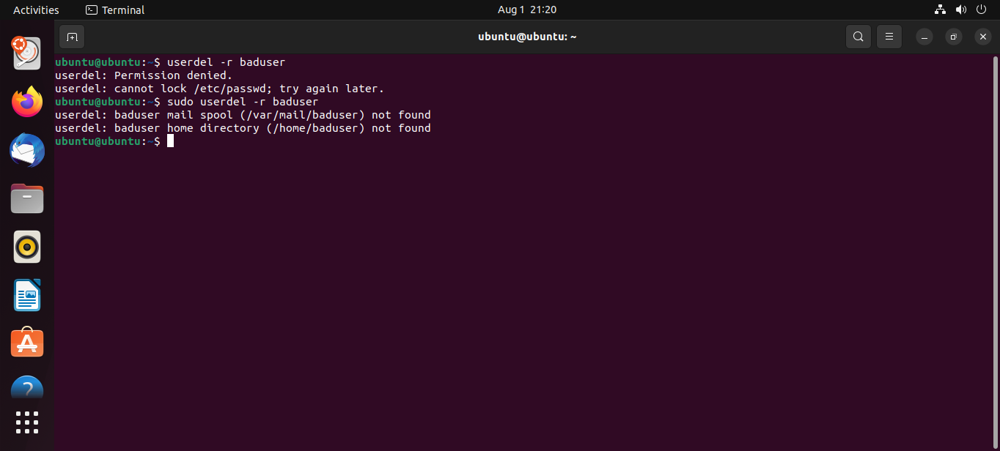 Activities Terminal Aug 1 21:20
ubuntu@ubuntu: ~
ubuntu@ubuntu:~$ userdel -r baduser
userdel: Permission denied.
userdel: cannot lock /etc/passwd; try again later.
ubuntu@ubuntu:~$ sudo userdel -r baduser
userdel: baduser mail spool (/var/mail/baduser) not found
userdel: baduser home directory (/home/baduser) not found
ubuntu@ubuntu:~$